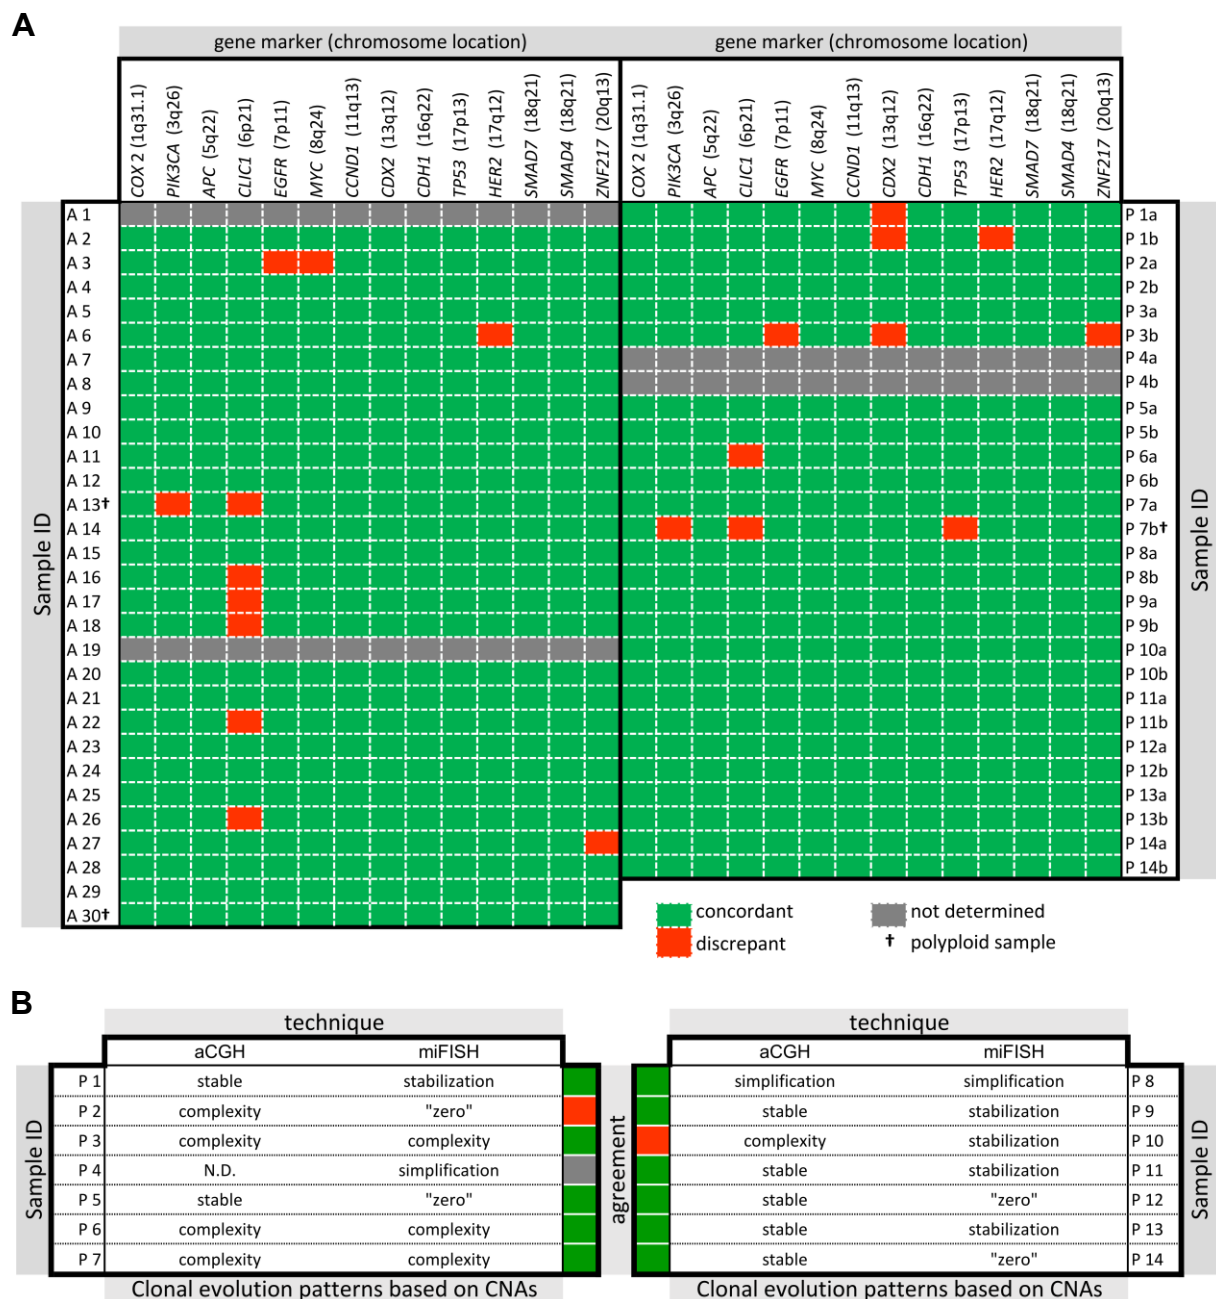 A
gene marker (chromosome location)
gene marker (chromosome location)
COX 2 (1q31.1)
PIK3CA (3q26)
APC (5q22)
CLIC1 (6p21)
EGFR (7p11)
MYC (8q24)
CCND1 (11q13)
CDX2 (13q12)
CDH1 (16q22)
TP53 (17p13)
HER2 (17q12)
SMAD7 (18q21)
SMAD4 (18q21)
ZNF217 (20q13)
COX 2 (1q31.1)
PIK3CA (3q26)
APC (5q22)
CLIC1 (6p21)
EGFR (7p11)
MYC (8q24)
CCND1 (11q13)
CDX2 (13q12)
CDH1 (16q22)
TP53 (17p13)
HER2 (17q12)
SMAD7 (18q21)
SMAD4 (18q21)
ZNF217 (20q13)
Sample ID
A 1
A 2
A 3
A 4
A 5
A 6
A 7
A 8
A 9
A 10
A 11
A 12
A 13†
A 14
A 15
A 16
A 17
A 18
A 19
A 20
A 21
A 22
A 23
A 24
A 25
A 26
A 27
A 28
A 29
A 30†
P 1a
P 1b
P 2a
P 2b
P 3a
P 3b
P 4a
P 4b
P 5a
P 5b
P 6a
P 6b
P 7a
P 7b†
P 8a
P 8b
P 9a
P 9b
P 10a
P 10b
P 11a
P 11b
P 12a
P 12b
P 13a
P 13b
P 14a
P 14b
Sample ID
concordant
not determined
discrepant
† polyploid sample
B
technique
technique
aCGH miFISH
aCGH miFISH
Sample ID
P 1 stable stabilization
P 2 complexity "zero"
P 3 complexity complexity
P 4 N.D. simplification
P 5 stable "zero"
P 6 complexity complexity
P 7 complexity complexity
agreement
simplification simplification P 8
stable stabilization P 9
complexity stabilization P 10
stable stabilization P 11
stable "zero" P 12
stable stabilization P 13
stable "zero" P 14
Sample ID
Clonal evolution patterns based on CNAs
Clonal evolution patterns based on CNAs